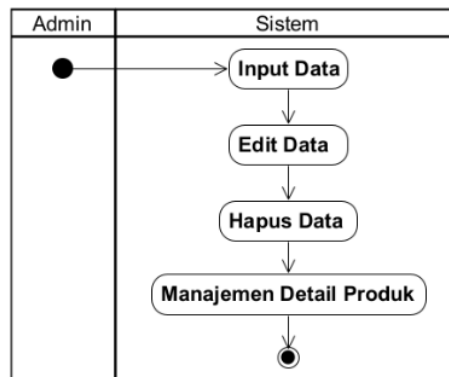 Admin
Sistem
Input Data
Edit Data
Hapus Data
Manajemen Detail Produk